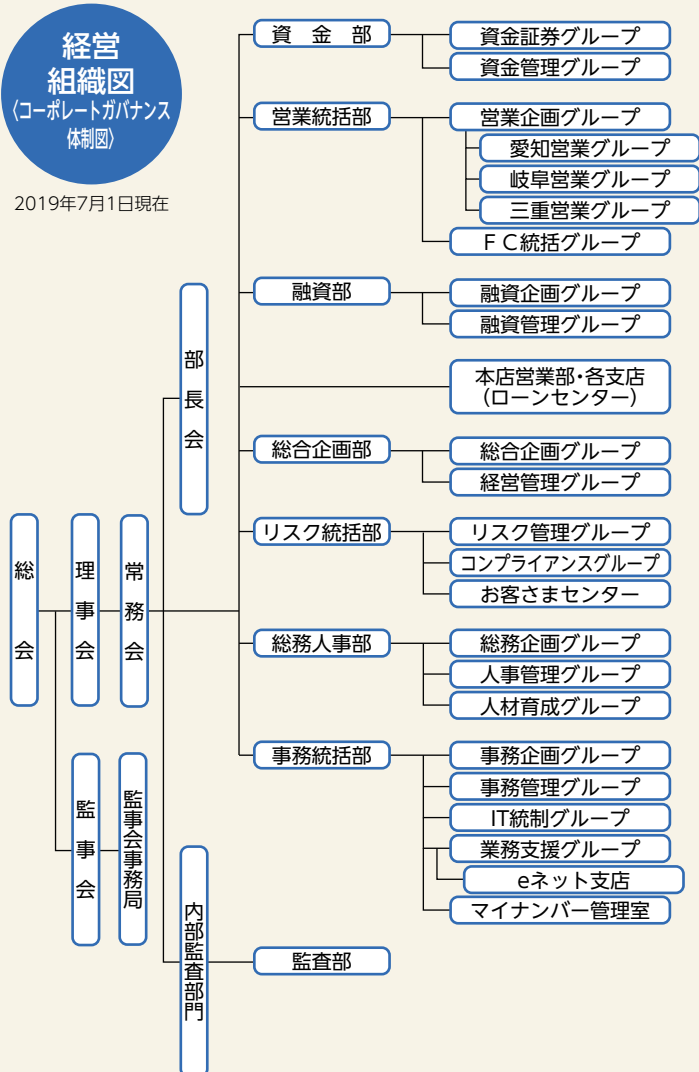 経営
組織図
〈コーポレートガバナンス
体制図〉
2019年7月1日現在
総会
理事会
常務会
監事会
監事会事務局
部長会
内部監査部門
資金部
資金証券グループ
資金管理グループ
営業統括部
営業企画グループ
愛知営業グループ
岐阜営業グループ
三重営業グループ
ＦＣ統括グループ
融資部
融資企画グループ
融資管理グループ
本店営業部・各支店
(ローンセンター)
総合企画部
総合企画グループ
経営管理グループ
リスク統括部
リスク管理グループ
コンプライアンスグループ
お客さまセンター
総務人事部
総務企画グループ
人事管理グループ
人材育成グループ
事務統括部
事務企画グループ
事務管理グループ
IT統制グループ
業務支援グループ
eネット支店
マイナンバー管理室
監査部